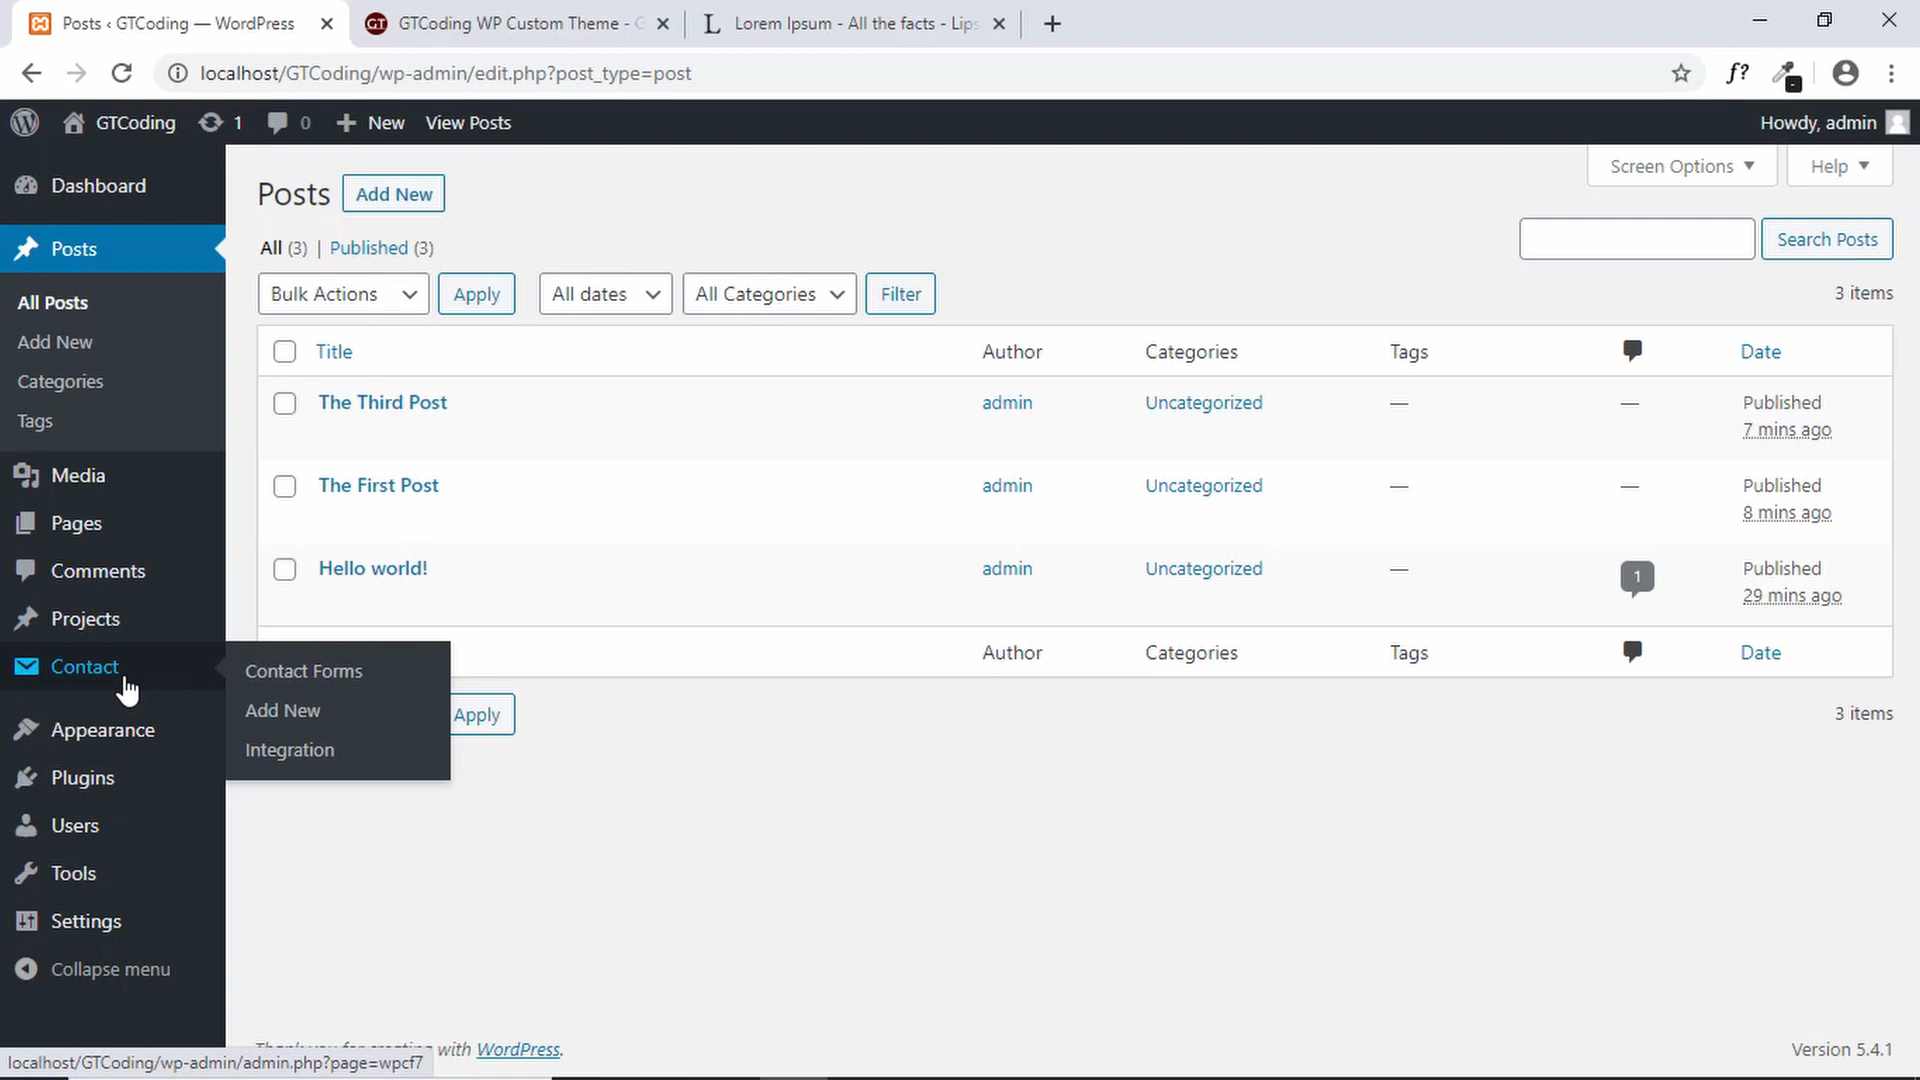 Posts ‹ GTCoding — WordPress
GTCoding WP Custom Theme - G
Lorem Ipsum - All the facts - Lips
localhost/GTCoding/wp-admin/edit.php?post_type=post
f?
GTCoding 1 0 New View Posts
Howdy, admin
Dashboard
Posts
All Posts
Add New
Categories
Tags
Media
Pages
Comments
Projects
Contact
Appearance
Plugins
Users
Tools
Settings
Collapse menu
Contact Forms
Add New
Integration
Screen Options Help
Posts Add New
All (3) | Published (3)
Search Posts
Bulk Actions Apply All dates All Categories Filter
3 items
Title Author Categories Tags Date
The Third Post admin Uncategorized — — Published
7 mins ago
The First Post admin Uncategorized — — Published
8 mins ago
Hello world! admin Uncategorized — 1 Published
29 mins ago
Author Categories Tags Date
Apply
3 items
with WordPress.
Version 5.4.1
localhost/GTCoding/wp-admin/admin.php?page=wpcf7